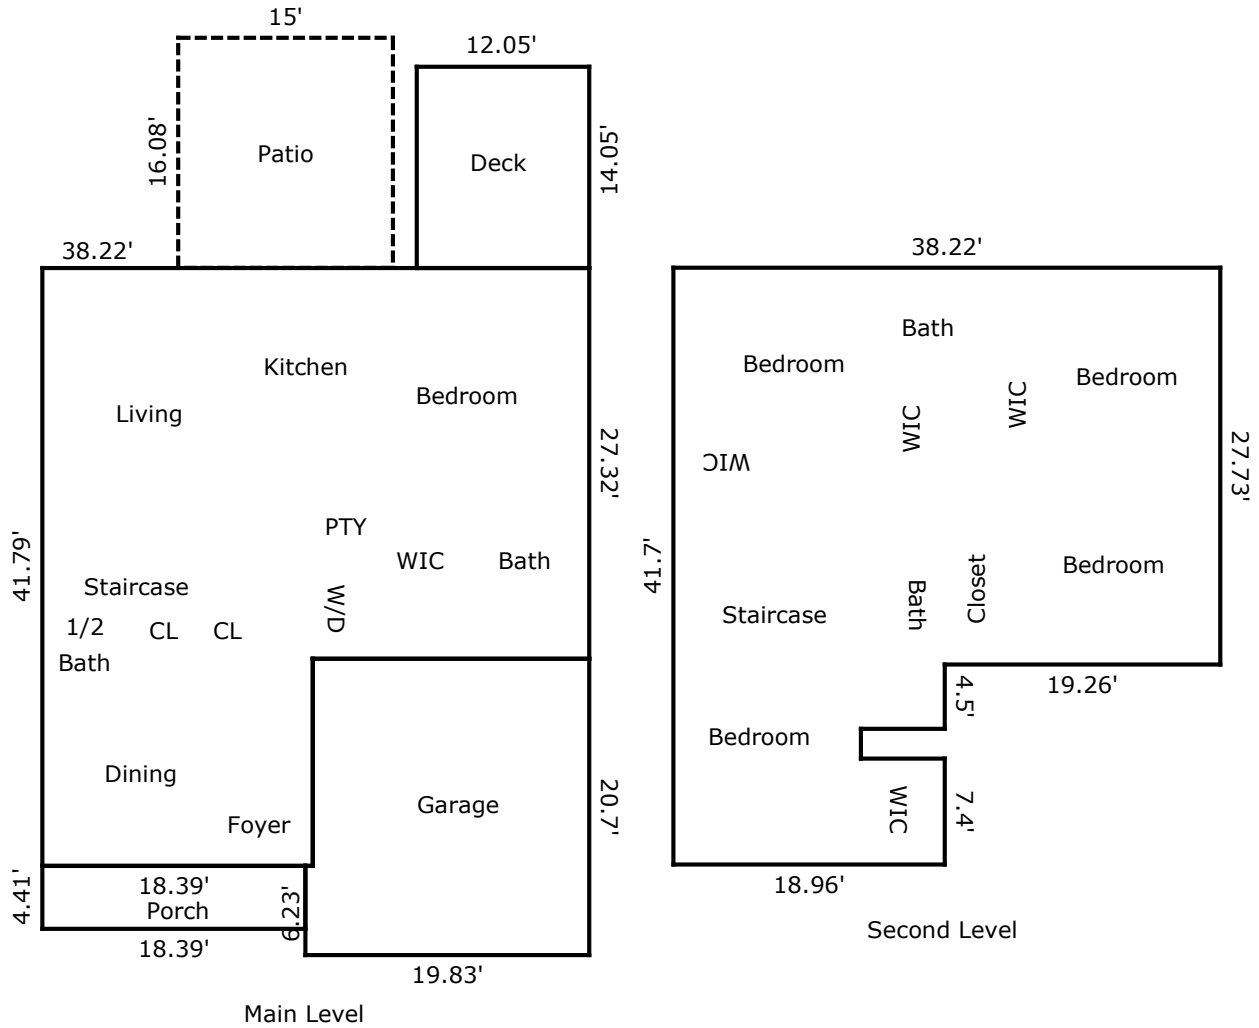 15'
12.05'
16.08'
Patio
Deck
14.05'
38.22'
Kitchen
Living
Bedroom
27.32'
PTY
WIC
Bath
41.79'
Staircase
W/D
1/2
Bath
CL
CL
Dining
Foyer
Garage
20.7'
4.41'
18.39'
Porch
6.23'
18.39'
19.83'
Main Level
38.22'
Bath
Bedroom
Bedroom
WIC
WIC
WIC
27.73'
41.7'
Staircase
Bath
Closet
Bedroom
4.5'
19.26'
Bedroom
WIC
7.4'
18.96'
Second Level